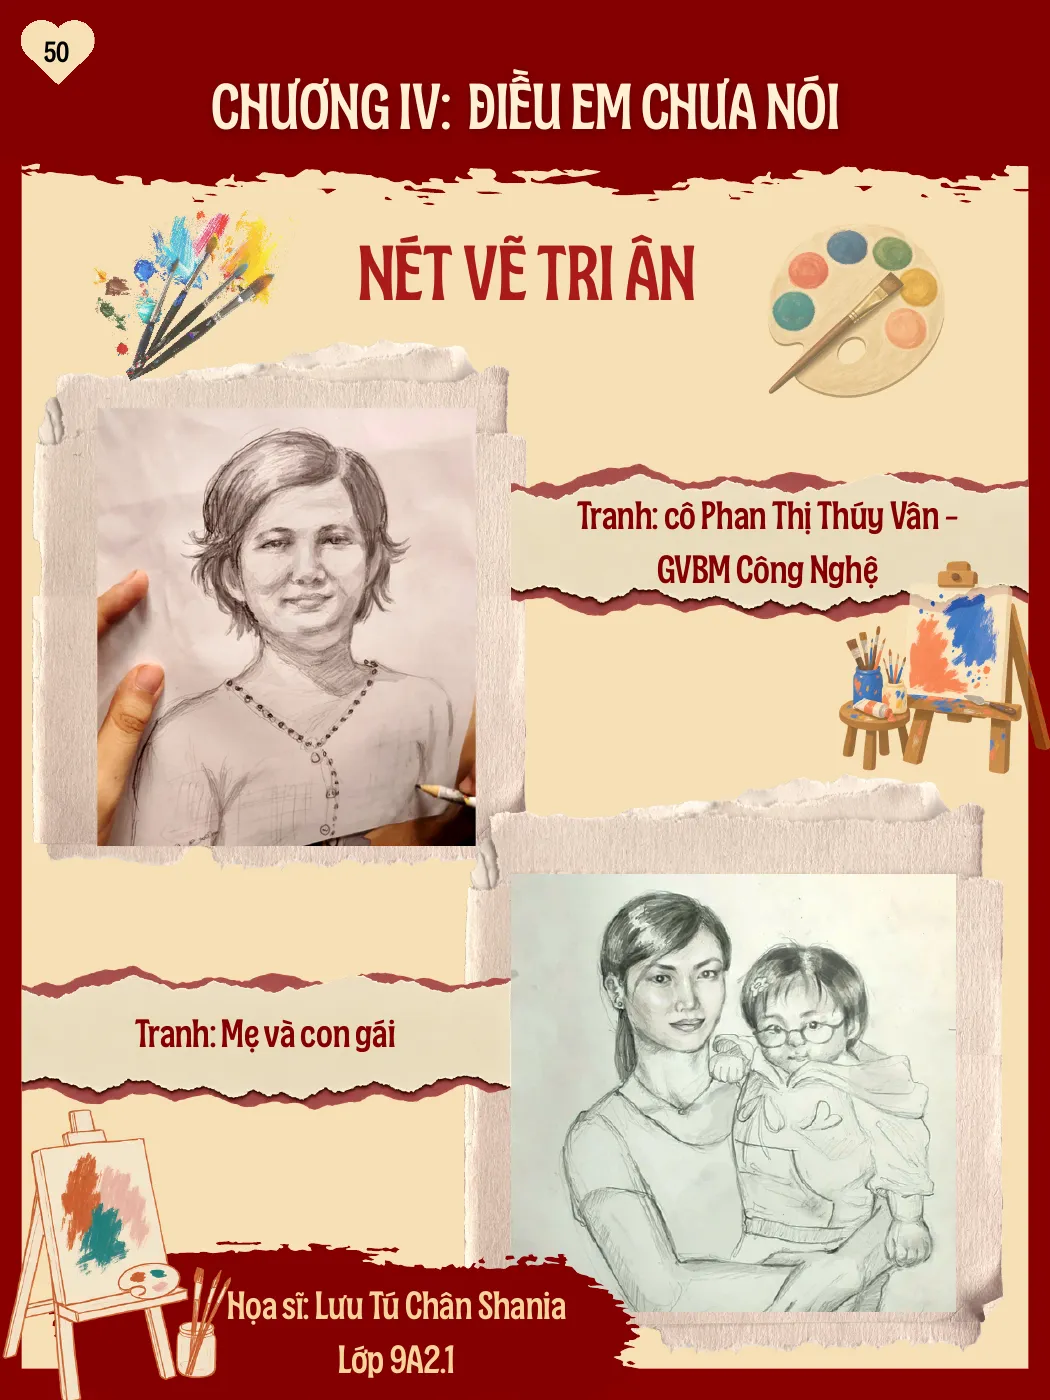 50
CHƯƠNG IV: ĐIỀU EM CHƯA NÓI
NÉT VẼ TRI ÂN
Tranh: cô Phan Thị Thúy Vân -
GVBM Công Nghệ
Tranh: Mẹ và con gái
Họa sĩ: Lưu Tú Chân Shania
Lớp 9A2.1